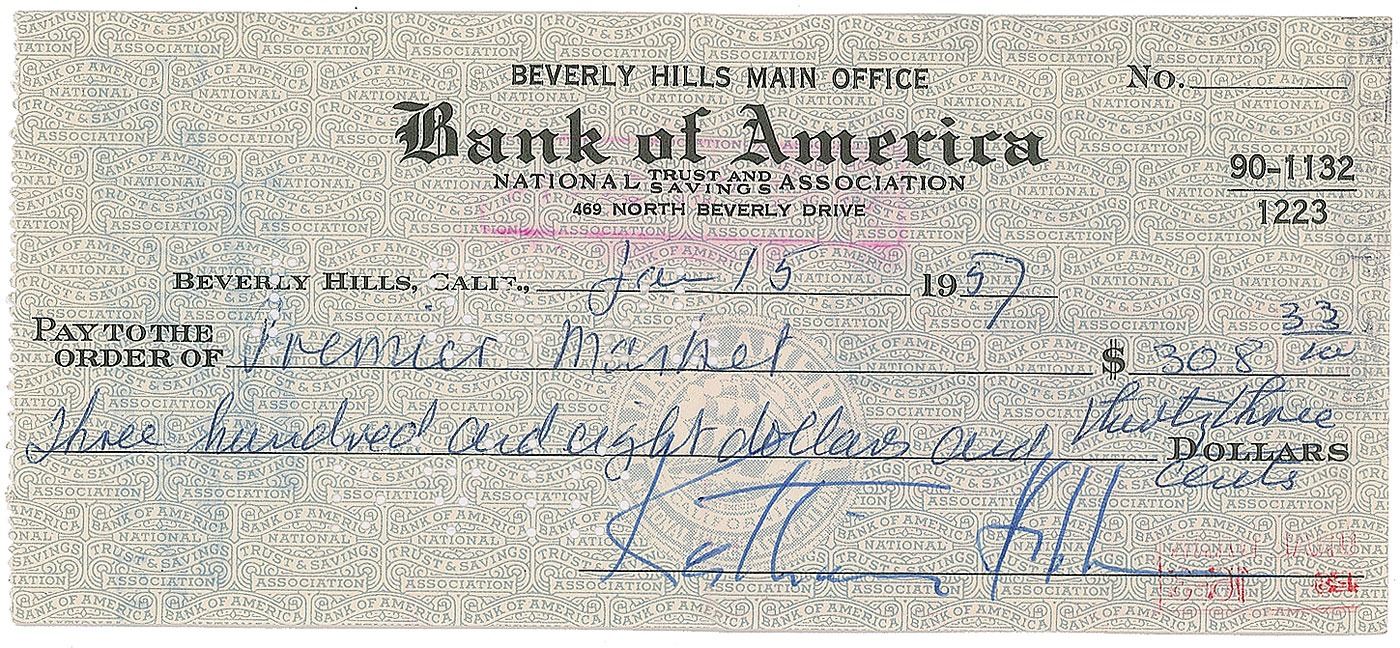 BEVERLY HILLS MAIN OFFICE No.
Bank of America
NATIONAL TRUST AND SAVINGS ASSOCIATION
90-1132
1223
469 NORTH BEVERLY DRIVE
BEVERLY HILLS, CALIF., Jan 15 1957
PAY TO THE
ORDER OF Premier Market $ 308 33/100
Three hundred and eight dollars and thirty three cents DOLLARS